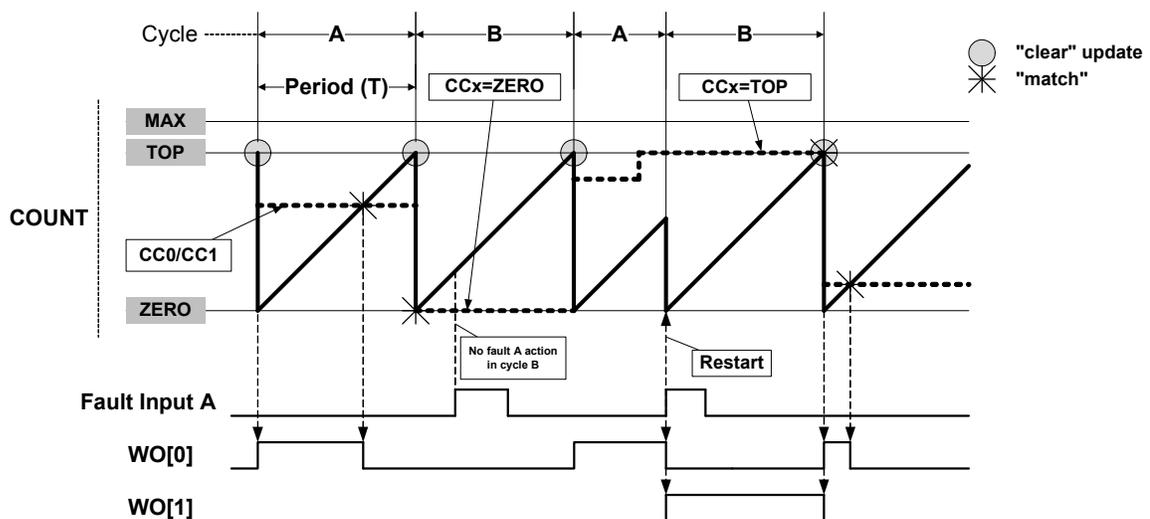 Cycle A B A B
"clear" update
"match"
Period (T) CCx=ZERO CCx=TOP
MAX
TOP
COUNT
CC0/CC1
ZERO
No fault A action
in cycle B
Restart
Fault Input A
WO[0]
WO[1]